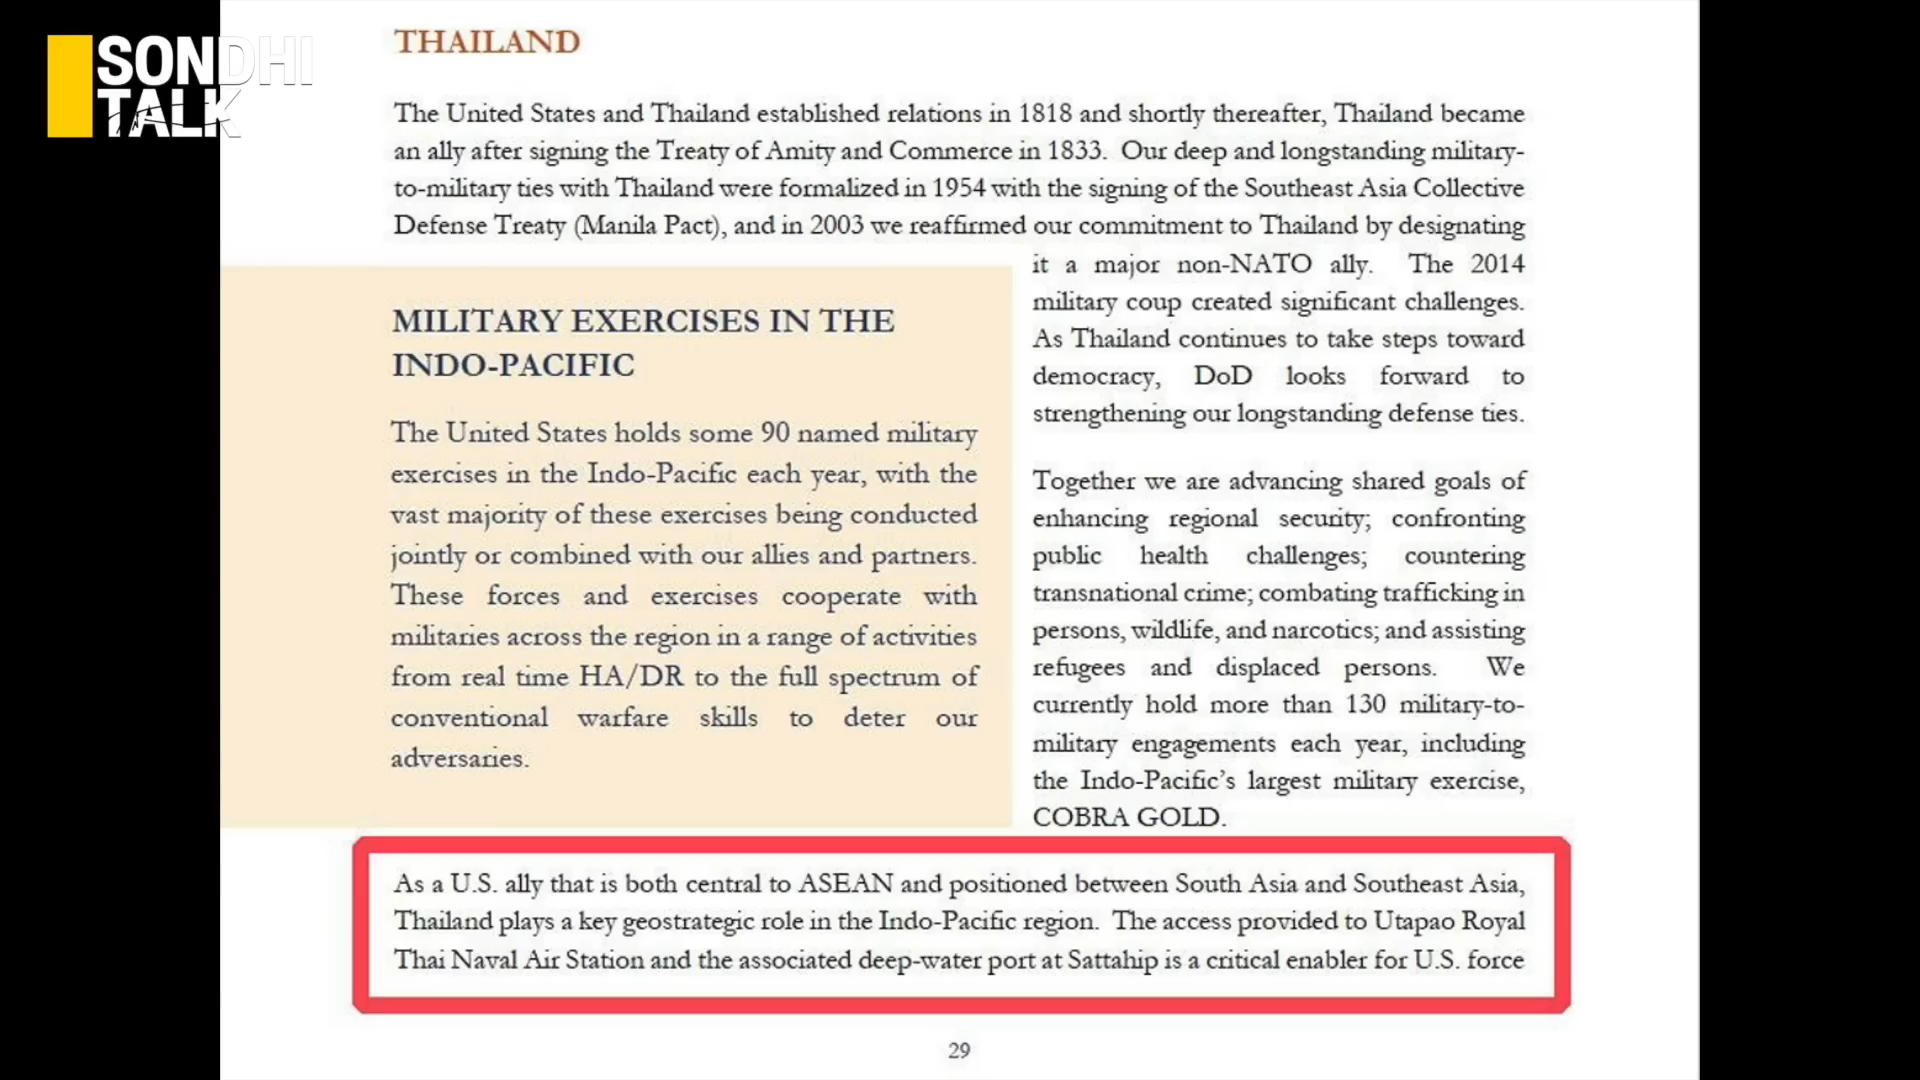 SONDHI
TALK
THAILAND
The United States and Thailand established relations in 1818 and shortly thereafter, Thailand became
an ally after signing the Treaty of Amity and Commerce in 1833. Our deep and longstanding military-
to-military ties with Thailand were formalized in 1954 with the signing of the Southeast Asia Collective
Defense Treaty (Manila Pact), and in 2003 we reaffirmed our commitment to Thailand by designating
it a major non-NATO ally. The 2014
military coup created significant challenges.
As Thailand continues to take steps toward
democracy, DoD looks forward to
strengthening our longstanding defense ties.
Together we are advancing shared goals of
enhancing regional security; confronting
public health challenges; countering
transnational crime; combating trafficking in
persons, wildlife, and narcotics; and assisting
refugees and displaced persons. We
currently hold more than 130 military-to-
military engagements each year, including
the Indo-Pacific's largest military exercise,
COBRA GOLD.
MILITARY EXERCISES IN THE
INDO-PACIFIC
The United States holds some 90 named military
exercises in the Indo-Pacific each year, with the
vast majority of these exercises being conducted
jointly or combined with our allies and partners.
These forces and exercises cooperate with
militaries across the region in a range of activities
from real time HA/DR to the full spectrum of
conventional warfare skills to deter our
adversaries.
As a U.S. ally that is both central to ASEAN and positioned between South Asia and Southeast Asia,
Thailand plays a key geostrategic role in the Indo-Pacific region. The access provided to Utapao Royal
Thai Naval Air Station and the associated deep-water port at Sattahip is a critical enabler for U.S. force
29